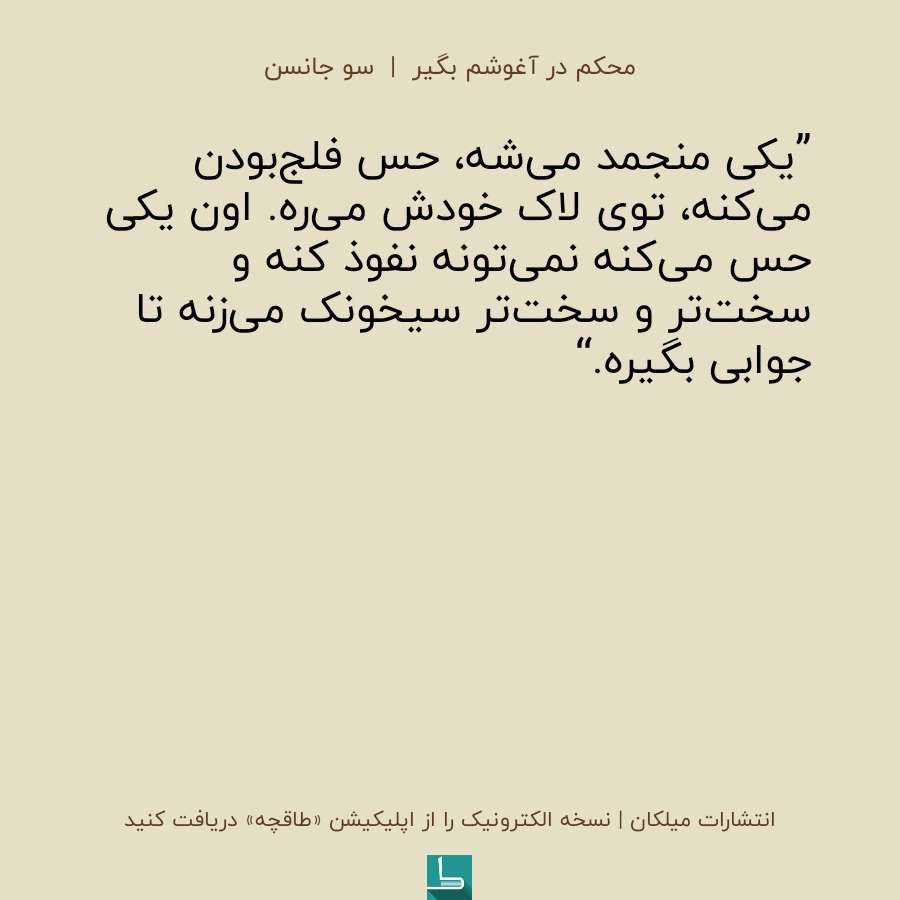 محکم در آغوشم بگیر | سو جانسن
”یکی منجمد می‌شه، حس فلج‌بودن
می‌کنه، توی لاک خودش می‌ره. اون یکی
حس می‌کنه نمی‌تونه نفوذ کنه و
سخت‌تر و سخت‌تر سیخونک می‌زنه تا
جوابی بگیره.“
انتشارات میلکان | نسخه الکترونیک را از اپلیکیشن «طاقچه» دریافت کنید